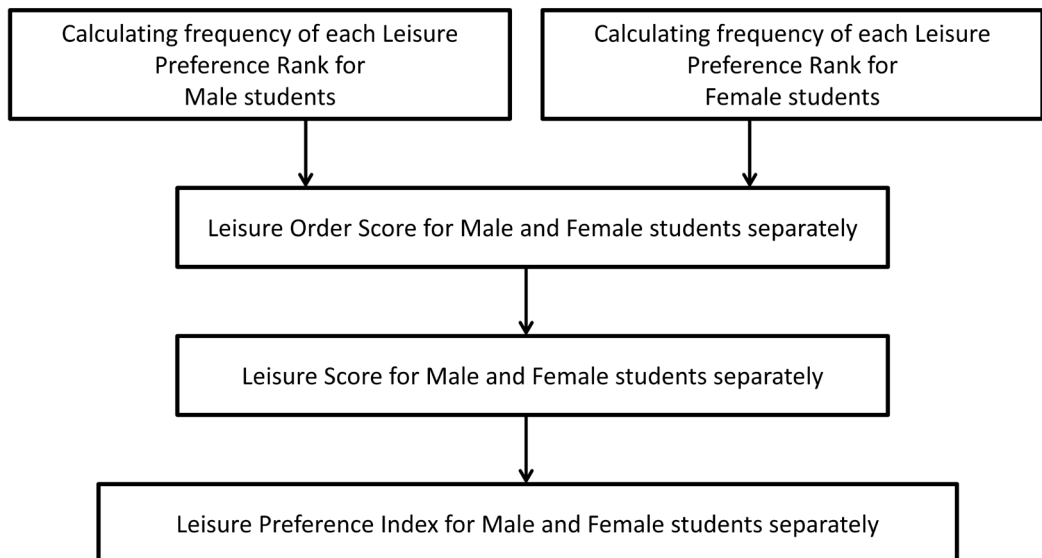 Calculating frequency of each Leisure
Preference Rank for
Male students
Calculating frequency of each Leisure
Preference Rank for
Female students
Leisure Order Score for Male and Female students separately
Leisure Score for Male and Female students separately
Leisure Preference Index for Male and Female students separately